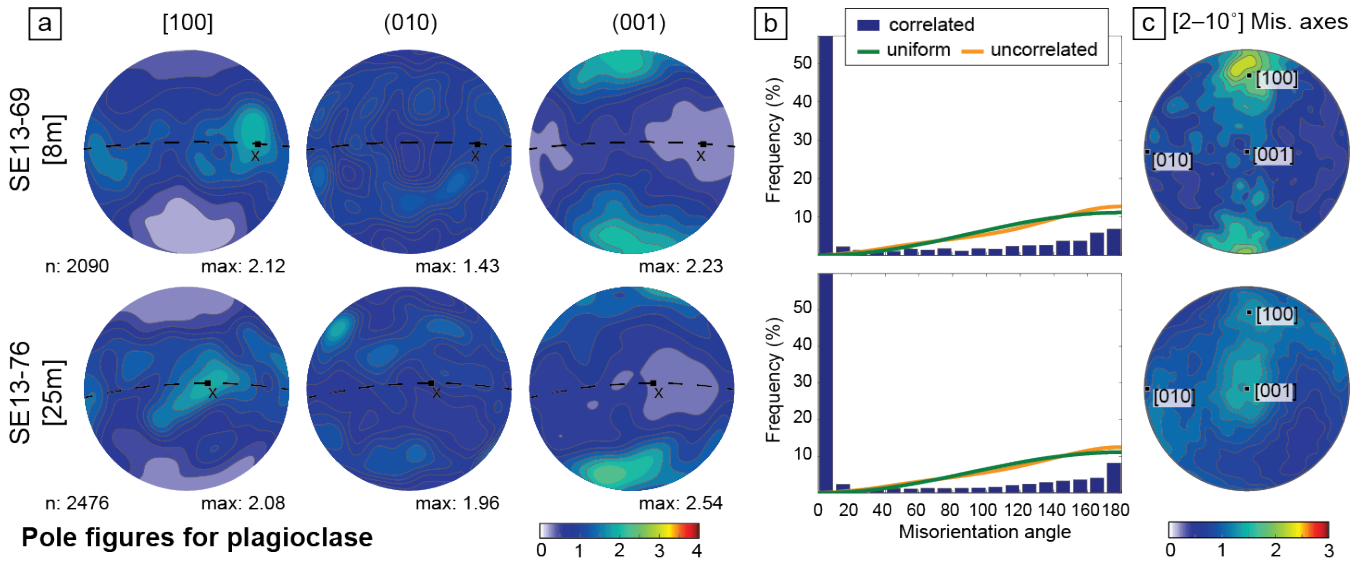 a
[100]
(010)
(001)
b
correlated
uniform
uncorrelated
c
[2–10°] Mis. axes
SE13-69
[8m]
X
X
X
n: 2090
max: 2.12
max: 1.43
max: 2.23
Frequency (%)
50
40
30
20
10
[100]
[010]
[001]
SE13-76
[25m]
X
X
X
n: 2476
max: 2.08
max: 1.96
max: 2.54
Frequency (%)
50
40
30
20
10
0 20 40 60 80 100 120 140 160 180
Misorientation angle
[100]
[010]
[001]
Pole figures for plagioclase
0 1 2 3 4
0 1 2 3